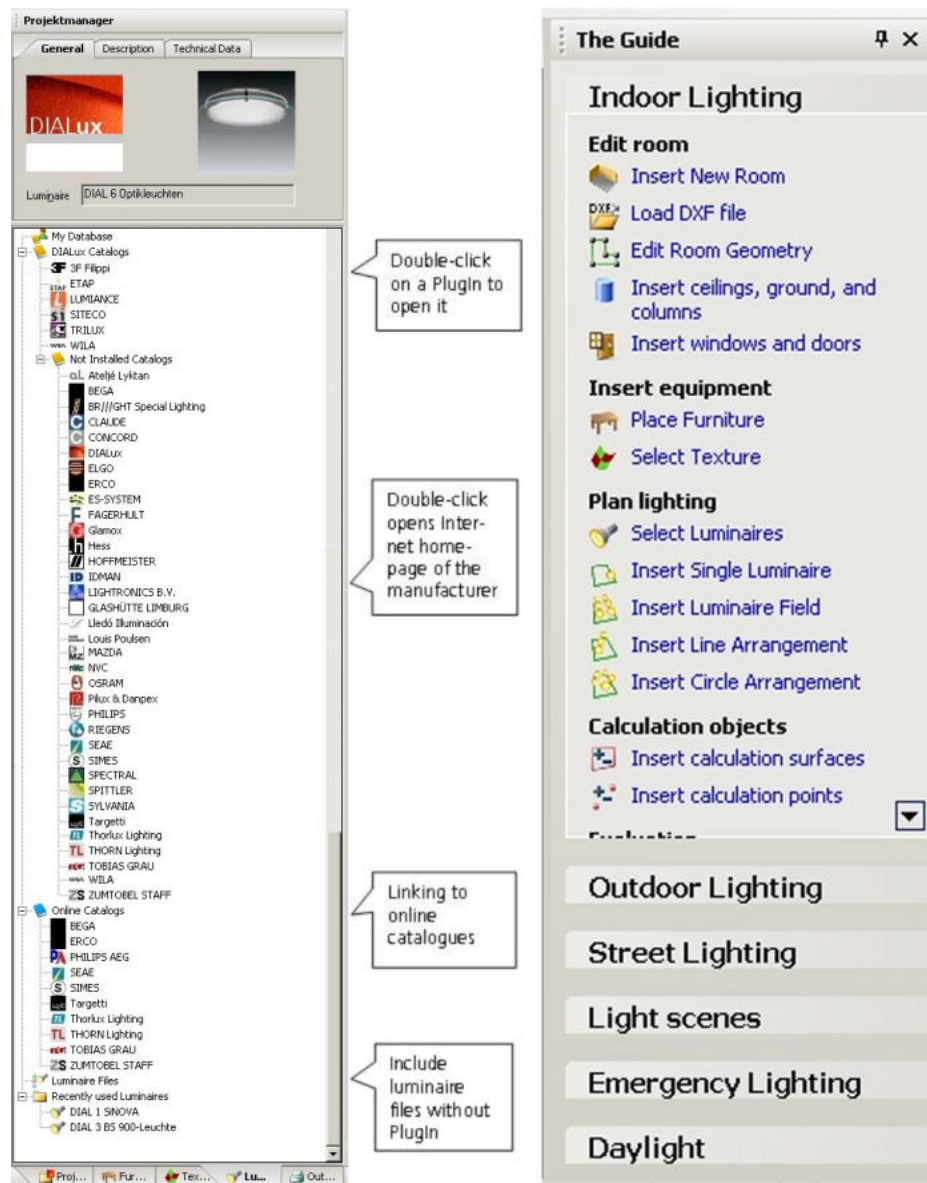 Projektmanager
General
Description
Technical Data
DIALux
Luminaire
DIAL 6 Optikleuchten
My Database
DIALux Catalogs
3F Filippi
ETAP
LUMIANCE
SITECO
TRILUX
WILA
Not Installed Catalogs
Ateljé Lyktan
BEGA
BR///GHT Special Lighting
CLAUDE
CONCORD
DIALux
ELGO
ERCO
ES-SYSTEM
FAGERHULT
Glamox
Hess
HOFFMEISTER
IDMAN
LIGHTRONICS B.V.
GLASHÜTTE LIMBURG
Lledó Iluminación
Louis Poulsen
MAZDA
NVC
OSRAM
Pilux & Danpex
PHILIPS
RIEGENS
SEAE
SIMES
SPECTRAL
SPITTLER
SYLVANIA
Targetti
Thorlux Lighting
THORN Lighting
TOBIAS GRAU
WILA
ZUMTOBEL STAFF
Online Catalogs
BEGA
ERCO
PHILIPS AEG
SEAE
SIMES
Targetti
Thorlux Lighting
THORN Lighting
TOBIAS GRAU
ZUMTOBEL STAFF
Luminaire Files
Recently used Luminaires
DIAL 1 SINOVA
DIAL 3 BS 900-Leuchte
Proj...
Fur...
Tex...
Lu...
Out...
Double-click
on a PlugIn to
open it
Double-click
opens Inter-
net home-
page of the
manufacturer
Linking to
online
catalogues
Include
luminaire
files without
PlugIn
The Guide
Indoor Lighting
Edit room
Insert New Room
Load DXF file
Edit Room Geometry
Insert ceilings, ground, and
columns
Insert windows and doors
Insert equipment
Place Furniture
Select Texture
Plan lighting
Select Luminaires
Insert Single Luminaire
Insert Luminaire Field
Insert Line Arrangement
Insert Circle Arrangement
Calculation objects
Insert calculation surfaces
Insert calculation points
Outdoor Lighting
Street Lighting
Light scenes
Emergency Lighting
Daylight